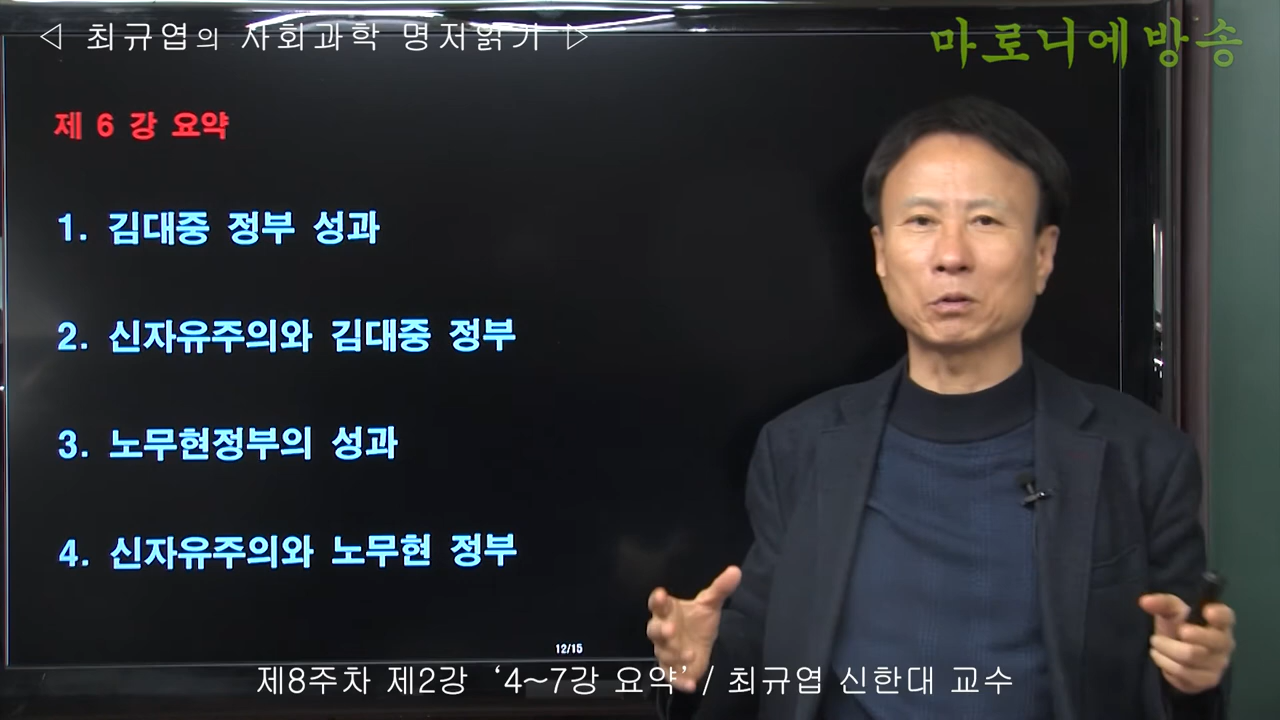 ◁ 최규엽의 사회과학 명저읽기 ▷
마로니에방송
제 6 강 요약
1. 김대중 정부 성과
2. 신자유주의와 김대중 정부
3. 노무현정부의 성과
4. 신자유주의와 노무현 정부
12/15
제8주차 제2강 ‘4~7강 요약’ / 최규엽 신한대 교수